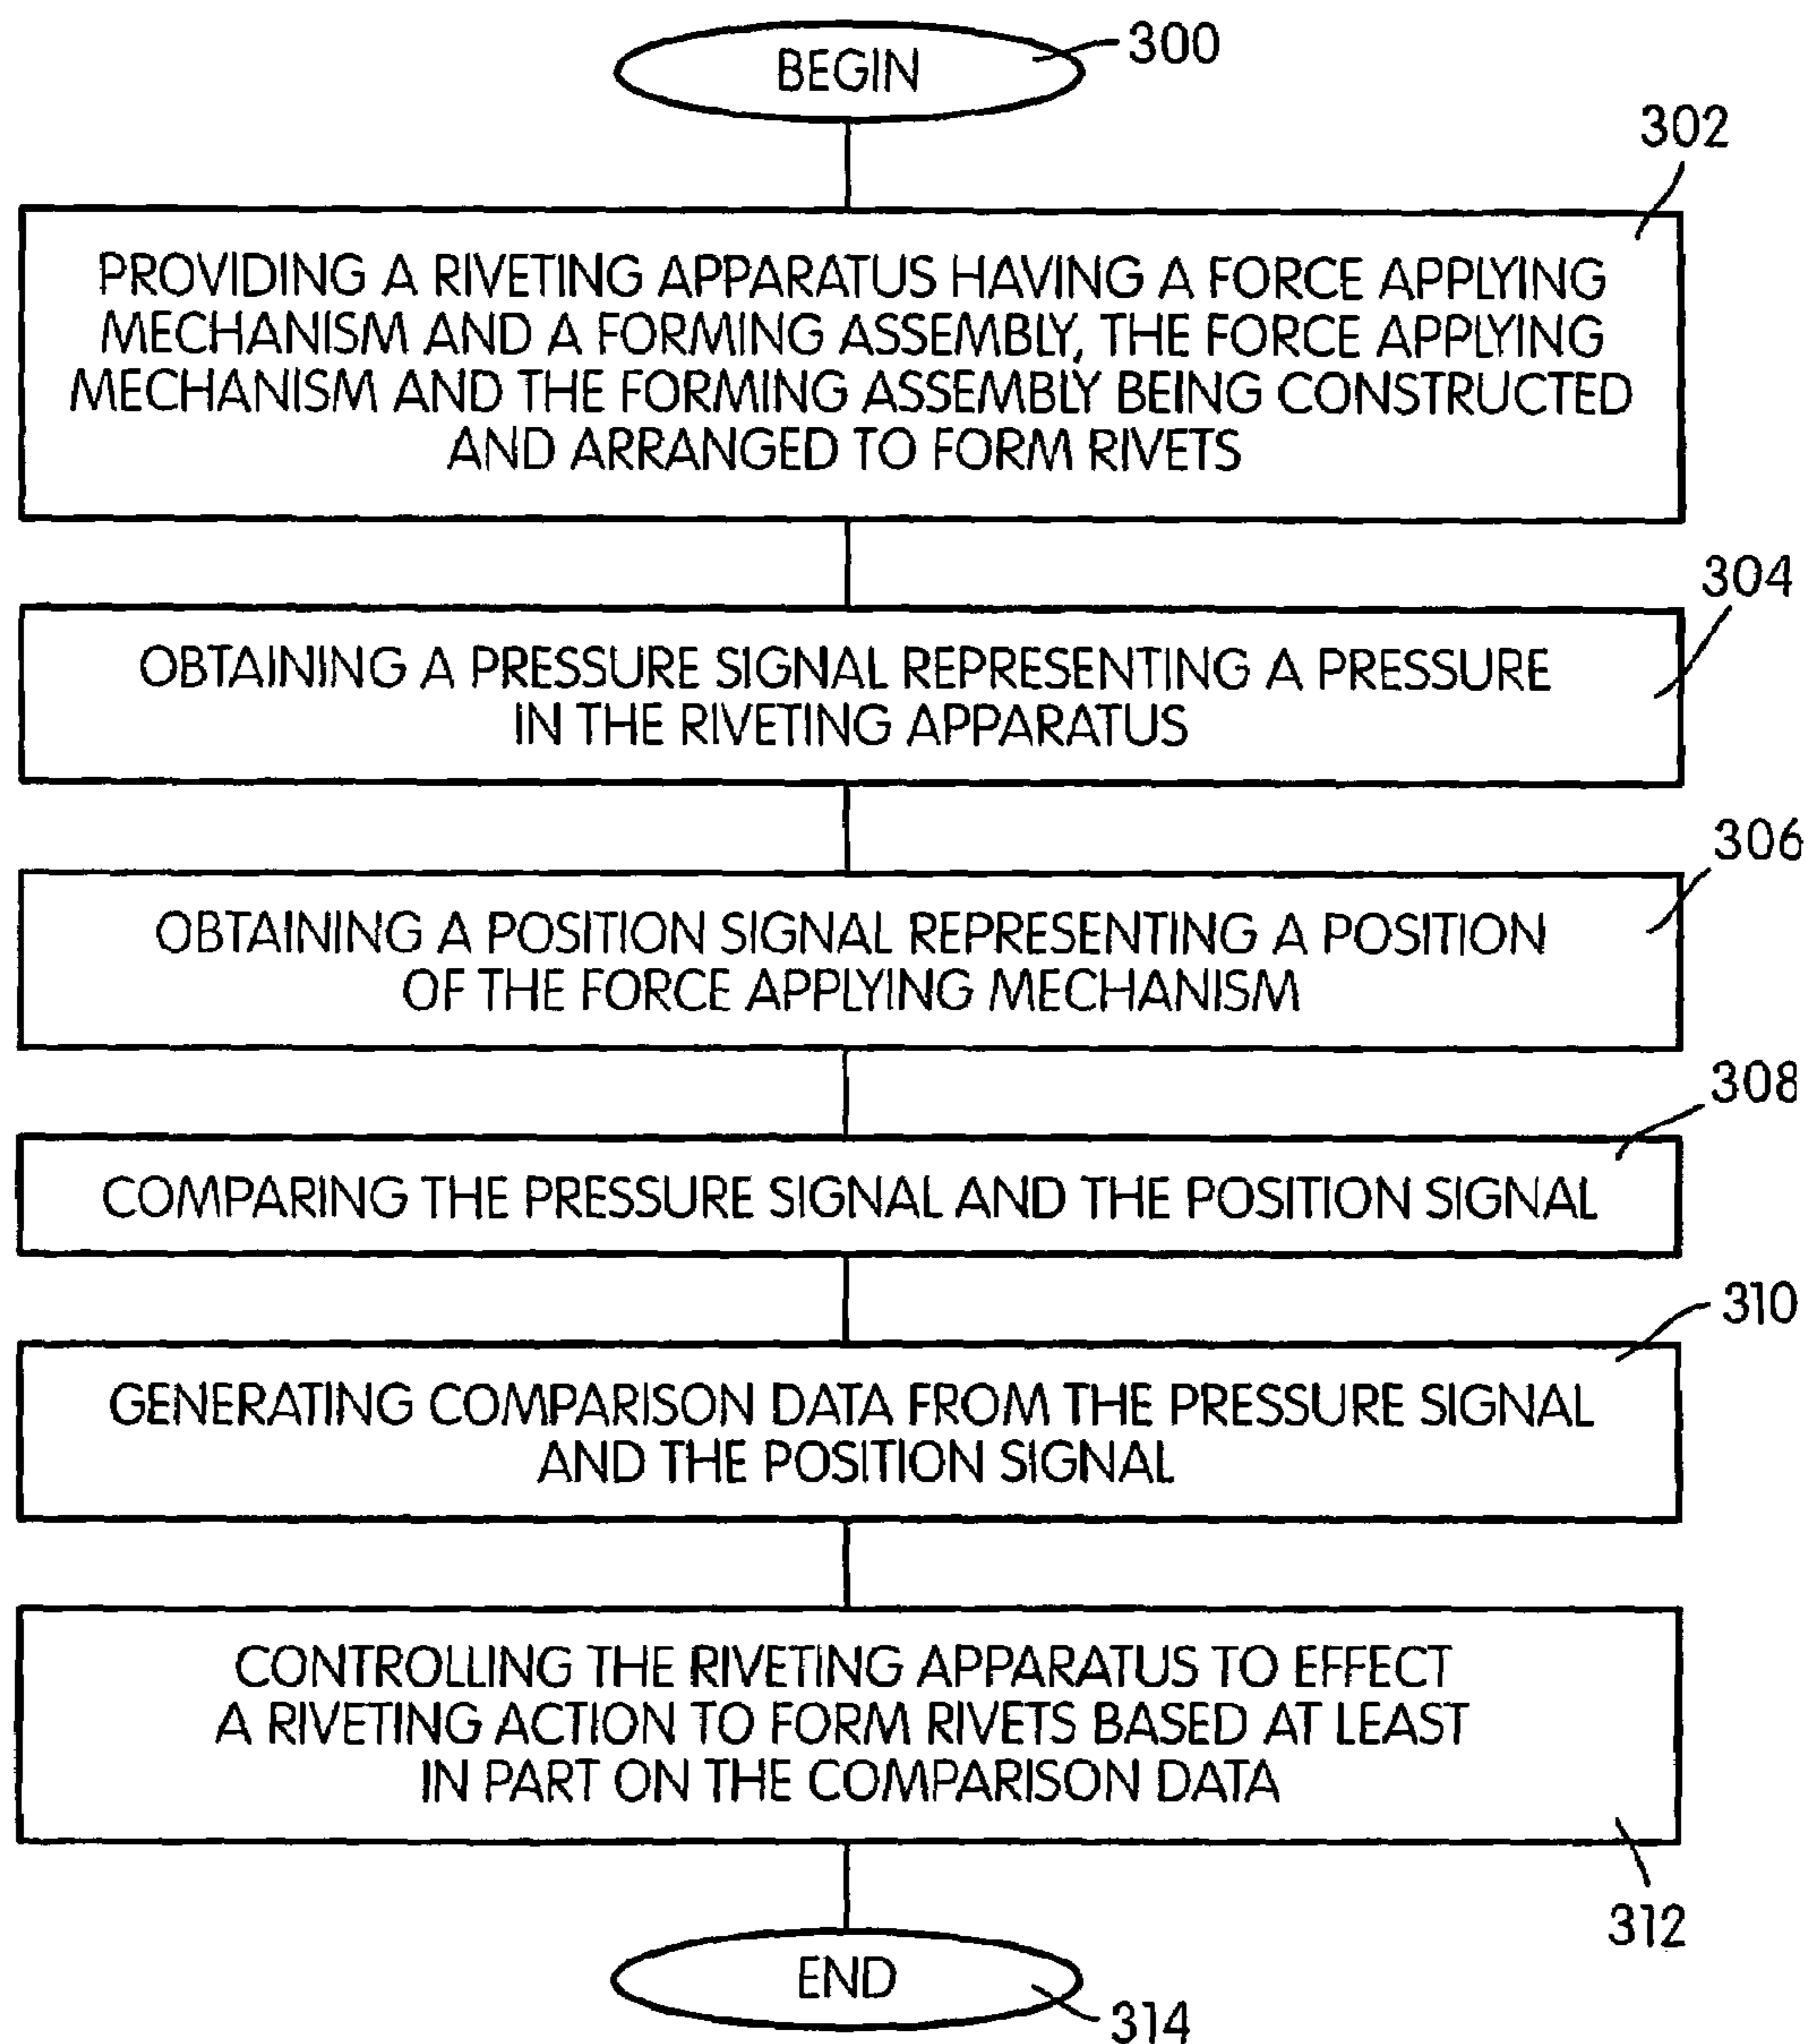 BEGIN
300
302
PROVIDING A RIVETING APPARATUS HAVING A FORCE APPLYING
MECHANISM AND A FORMING ASSEMBLY, THE FORCE APPLYING
MECHANISM AND THE FORMING ASSEMBLY BEING CONSTRUCTED
AND ARRANGED TO FORM RIVETS
304
OBTAINING A PRESSURE SIGNAL REPRESENTING A PRESSURE
IN THE RIVETING APPARATUS
306
OBTAINING A POSITION SIGNAL REPRESENTING A POSITION
OF THE FORCE APPLYING MECHANISM
308
COMPARING THE PRESSURE SIGNAL AND THE POSITION SIGNAL
310
GENERATING COMPARISON DATA FROM THE PRESSURE SIGNAL
AND THE POSITION SIGNAL
CONTROLLING THE RIVETING APPARATUS TO EFFECT
A RIVETING ACTION TO FORM RIVETS BASED AT LEAST
IN PART ON THE COMPARISON DATA
312
END
314